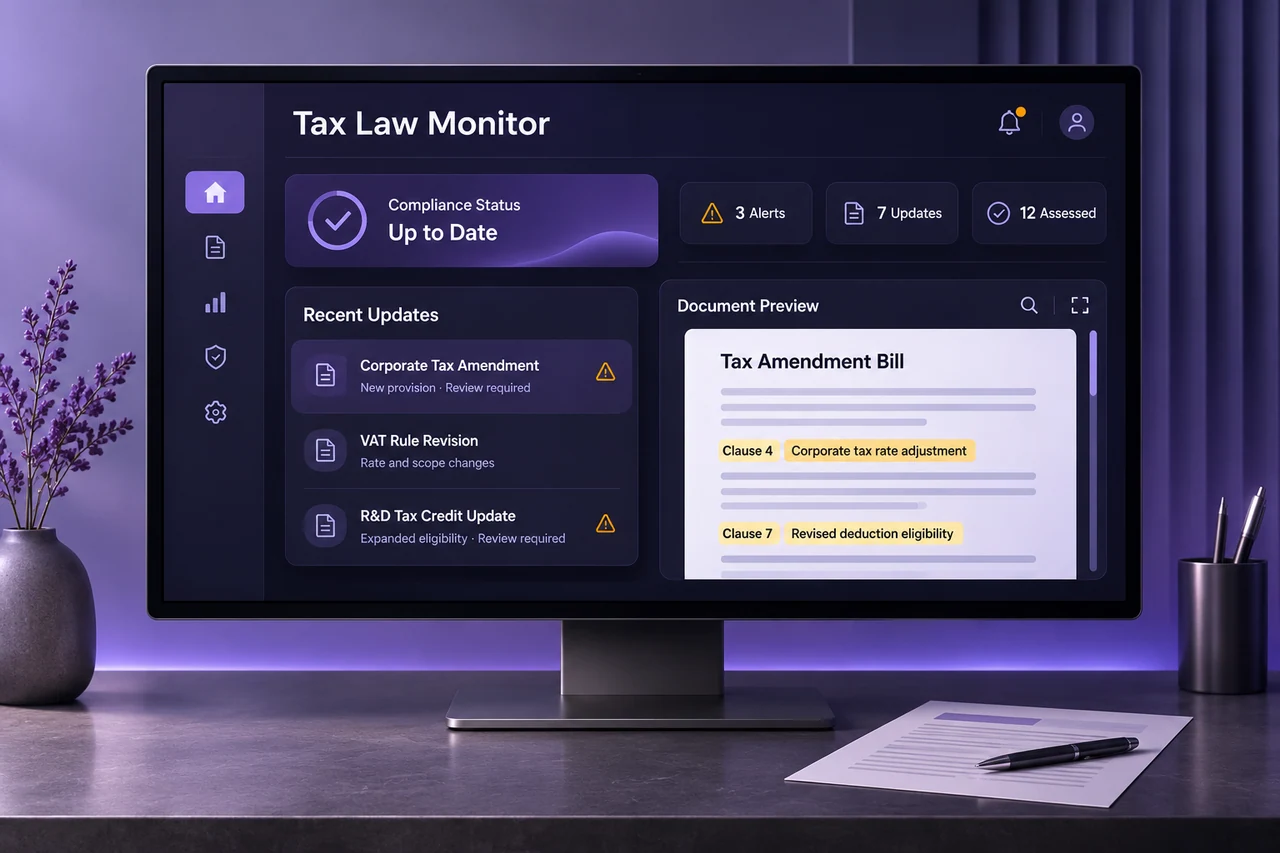 Tax Law Monitor
Compliance Status
Up to Date
3 Alerts
7 Updates
12 Assessed
Recent Updates
Corporate Tax Amendment
New provision · Review required
VAT Rule Revision
Rate and scope changes
R&D Tax Credit Update
Expanded eligibility · Review required
Document Preview
Tax Amendment Bill
Clause 4 Corporate tax rate adjustment
Clause 7 Revised deduction eligibility